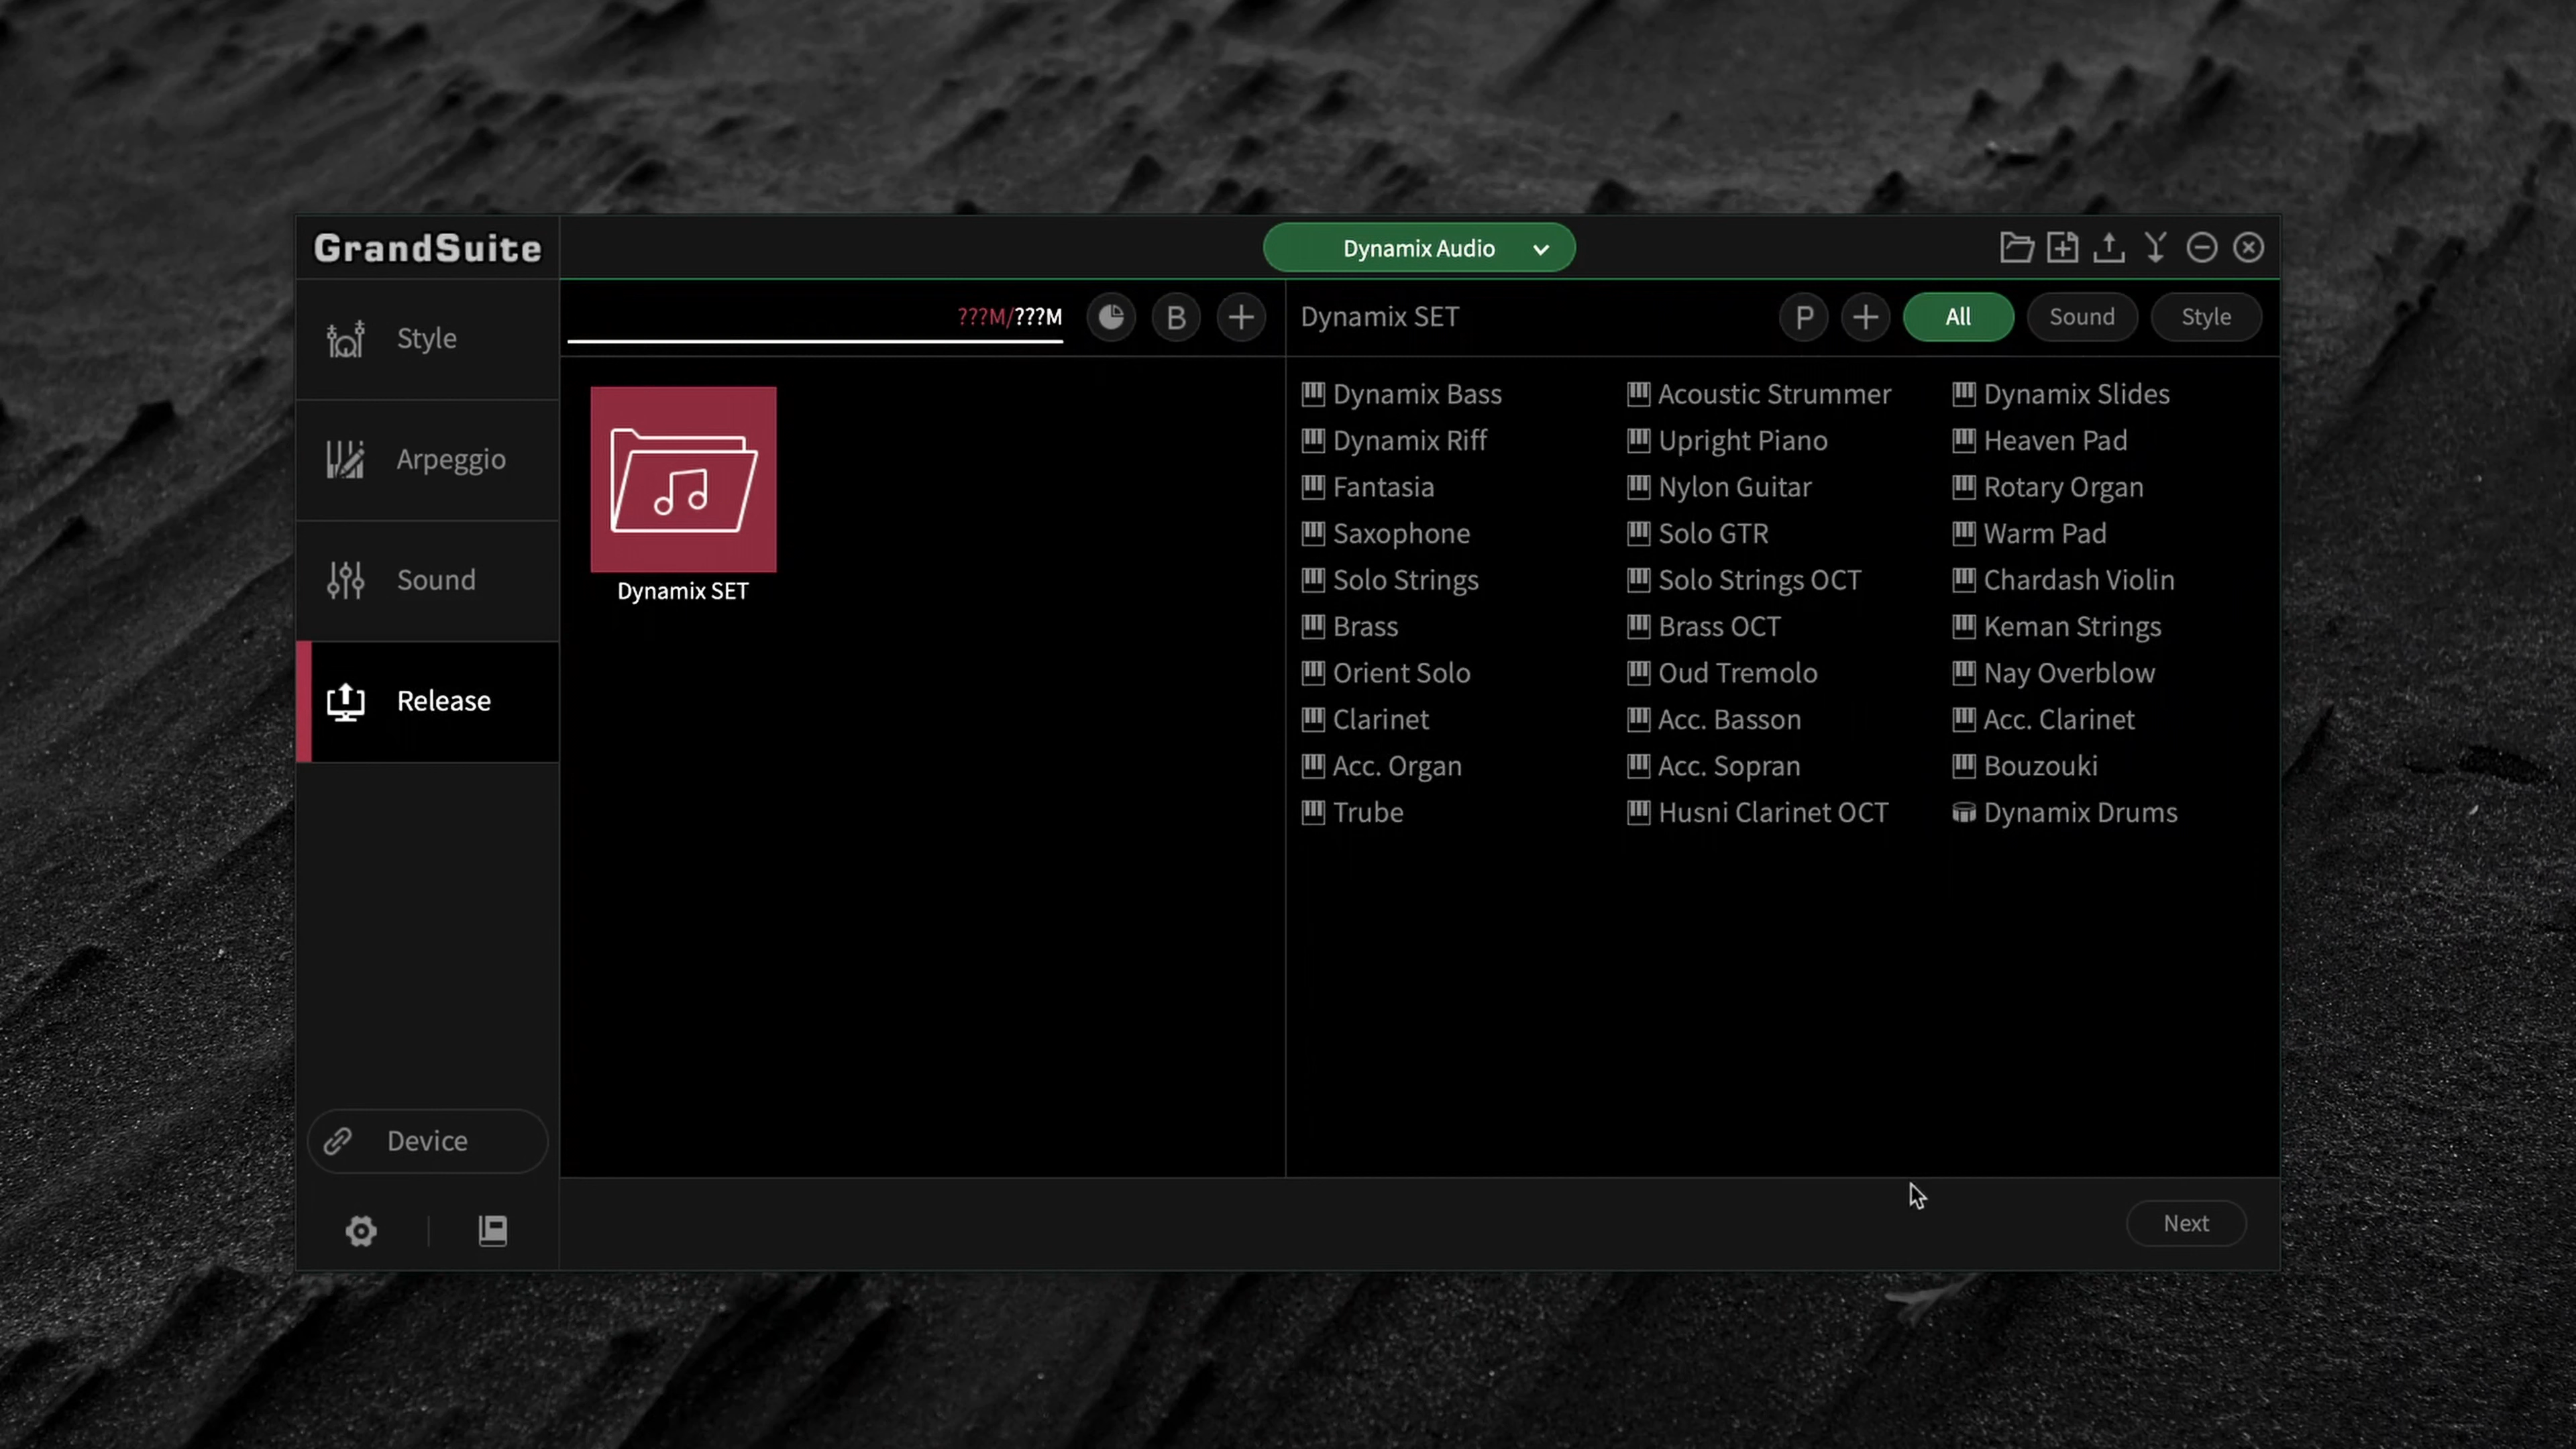 GrandSuite
Dynamix Audio
Style
Arpeggio
Sound
Release
Device
???M/???M
B
Dynamix SET
Dynamix SET
P
All
Sound
Style
Dynamix Bass
Acoustic Strummer
Dynamix Slides
Dynamix Riff
Upright Piano
Heaven Pad
Fantasia
Nylon Guitar
Rotary Organ
Saxophone
Solo GTR
Warm Pad
Solo Strings
Solo Strings OCT
Chardash Violin
Brass
Brass OCT
Keman Strings
Orient Solo
Oud Tremolo
Nay Overblow
Clarinet
Acc. Basson
Acc. Clarinet
Acc. Organ
Acc. Sopran
Bouzouki
Trube
Husni Clarinet OCT
Dynamix Drums
Next